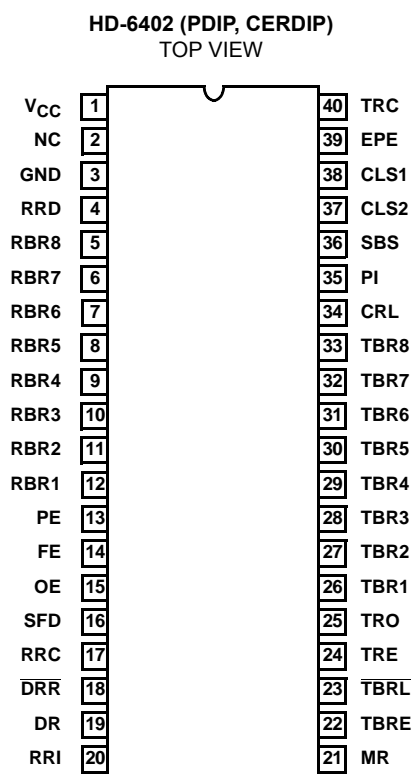 HD-6402 (PDIP, CERDIP)
TOP VIEW
VCC 1 40 TRC
NC 2 39 EPE
GND 3 38 CLS1
RRD 4 37 CLS2
RBR8 5 36 SBS
RBR7 6 35 PI
RBR6 7 34 CRL
RBR5 8 33 TBR8
RBR4 9 32 TBR7
RBR3 10 31 TBR6
RBR2 11 30 TBR5
RBR1 12 29 TBR4
PE 13 28 TBR3
FE 14 27 TBR2
OE 15 26 TBR1
SFD 16 25 TRO
RRC 17 24 TRE
DRR 18 23 TBRL
DR 19 22 TBRE
RRI 20 21 MR